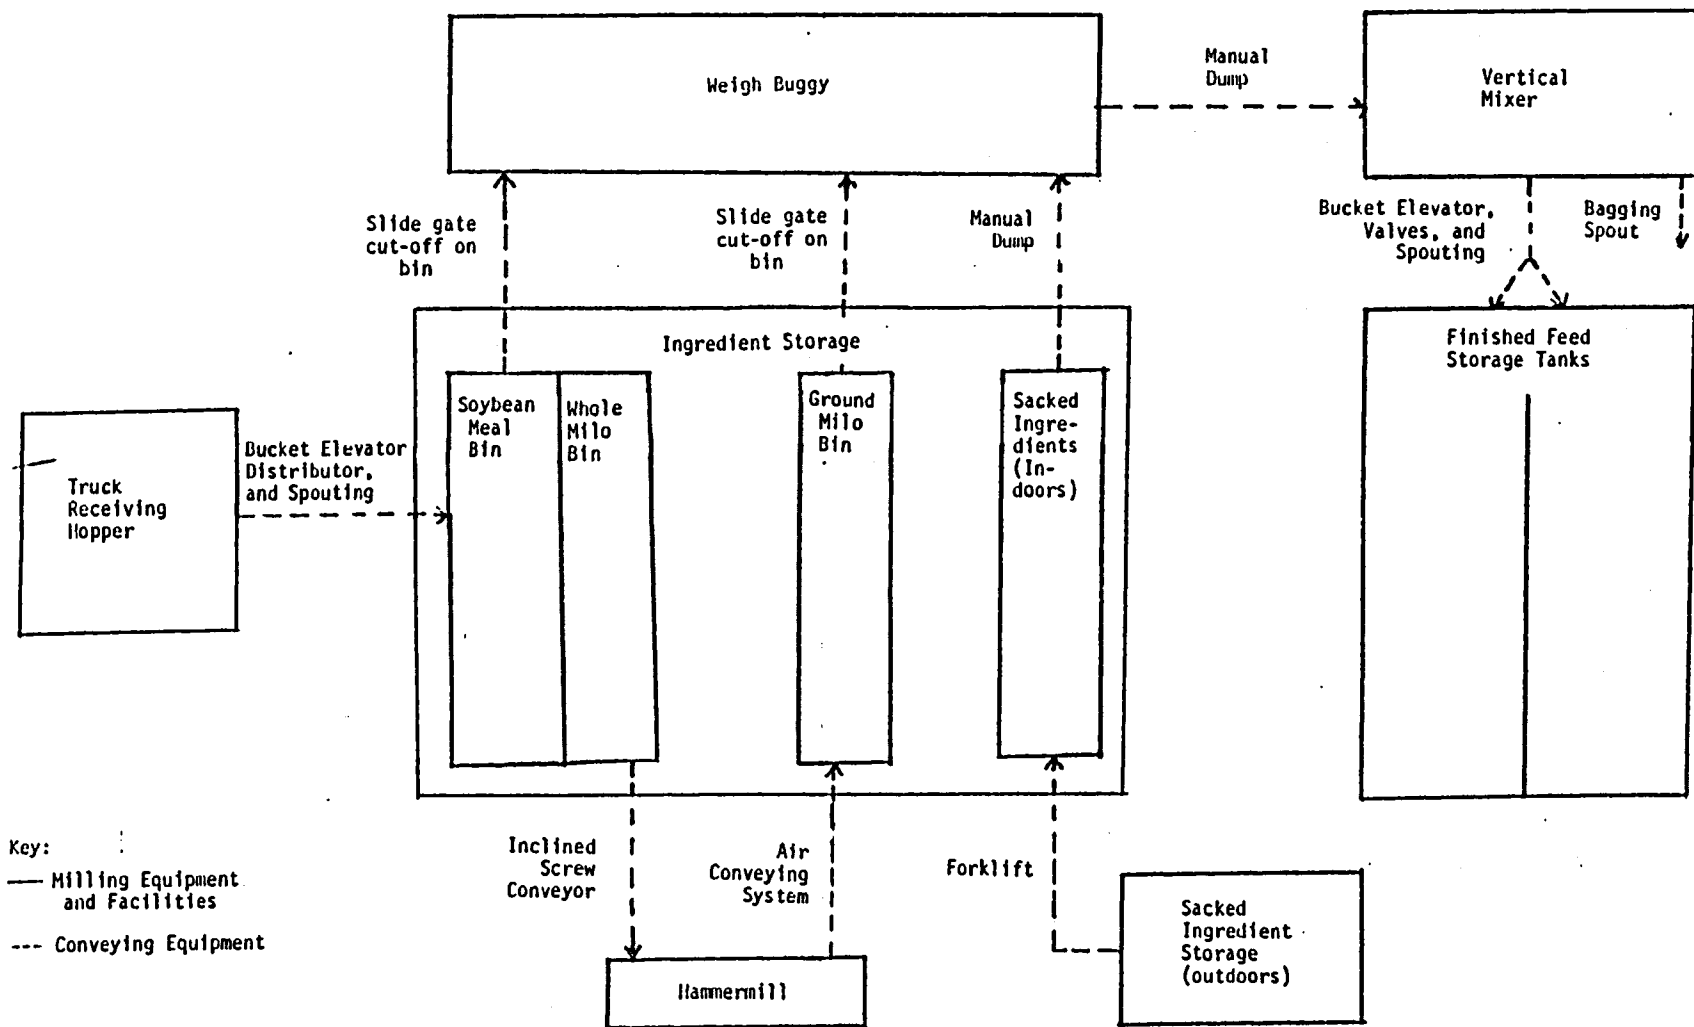 Weigh Buggy
Manual
Dump
Vertical
Mixer
Slide gate
cut-off on
bin
Slide gate
cut-off on
bin
Manual
Dump
Bucket Elevator,
Valves, and
Spouting
Bagging
Spout
Ingredient Storage
Finished Feed
Storage Tanks
Soybean
Meal
Bin
Whole
Milo
Bin
Ground
Milo
Bin
Sacked
Ingre-
dients
(In-
doors)
Bucket Elevator
Distributor,
and Spouting
Truck
Receiving
Hopper
Inclined
Screw
Conveyor
Air
Conveying
System
Forklift
Sacked
Ingredient
Storage
(outdoors)
Hammermill
Key:
Milling Equipment
and Facilities
Conveying Equipment